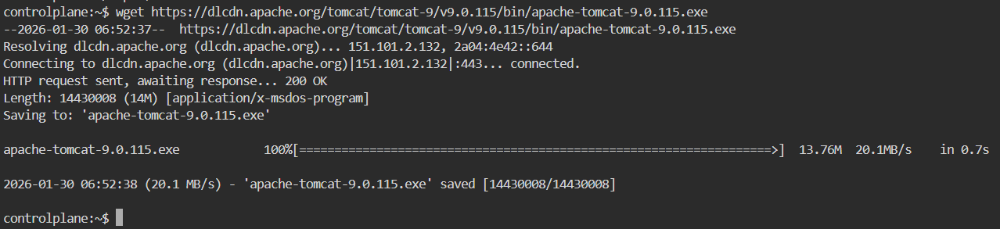 controlplane:~$ wget https://dlcdn.apache.org/tomcat/tomcat-9/v9.0.115/bin/apache-tomcat-9.0.115.exe
--2026-01-30 06:52:37--  https://dlcdn.apache.org/tomcat/tomcat-9/v9.0.115/bin/apache-tomcat-9.0.115.exe
Resolving dlcdn.apache.org (dlcdn.apache.org)... 151.101.2.132, 2a04:4e42::644
Connecting to dlcdn.apache.org (dlcdn.apache.org)|151.101.2.132|:443... connected.
HTTP request sent, awaiting response... 200 OK
Length: 14430008 (14M) [application/x-msdos-program]
Saving to: 'apache-tomcat-9.0.115.exe'
apache-tomcat-9.0.115.exe          100%[===================================================================>]  13.76M  20.1MB/s    in 0.7s
2026-01-30 06:52:38 (20.1 MB/s) - 'apache-tomcat-9.0.115.exe' saved [14430008/14430008]
controlplane:~$